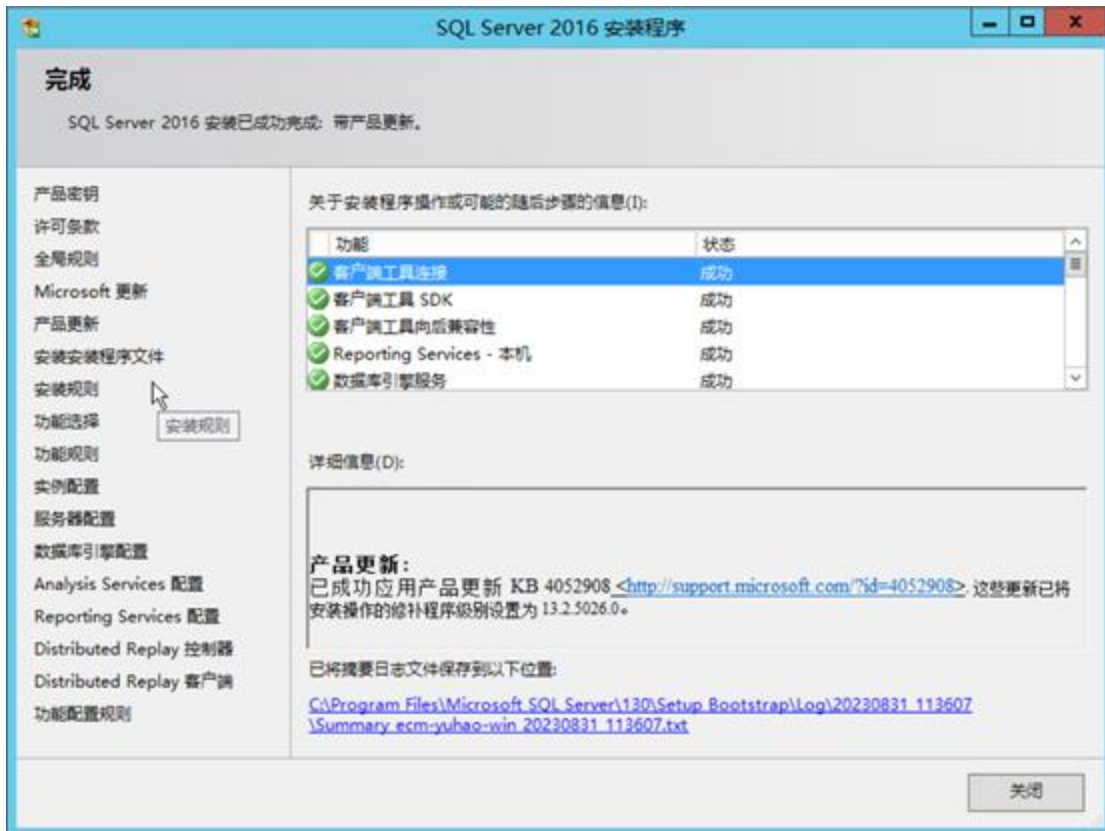 SQL Server 2016 安装程序
完成
SQL Server 2016 安装已成功完成: 带产品更新。
产品密钥
许可条款
全局规则
Microsoft 更新
产品更新
安装安装程序文件
安装规则
安装规则
功能选择
功能规则
实例配置
服务器配置
数据库引擎配置
Analysis Services 配置
Reporting Services 配置
Distributed Replay 控制器
Distributed Replay 客户端
功能配置规则
关于安装程序操作或可能的随后步骤的信息(I):
功能 状态
客户端工具连接 成功
客户端工具 SDK 成功
客户端工具向后兼容性 成功
Reporting Services - 本机 成功
数据库引擎服务 成功
详细信息(D):
产品更新:
已成功应用产品更新 KB 4052908 <http://support.microsoft.com/?id=4052908>. 这些更新已将
安装操作的修补程序级别设置为 13.2.5026.0。
已将摘要日志文件保存到以下位置:
C:\Program Files\Microsoft SQL Server\130\Setup Bootstrap\Log\20230831_113607
\Summary_ecm-yuhao-win_20230831_113607.txt
关闭